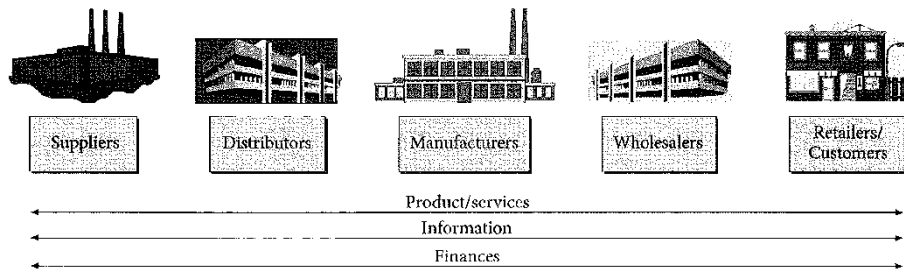 Suppliers
Distributors
Manufacturers
Wholesalers
Retailers/
Customers
Product/services
Information
Finances